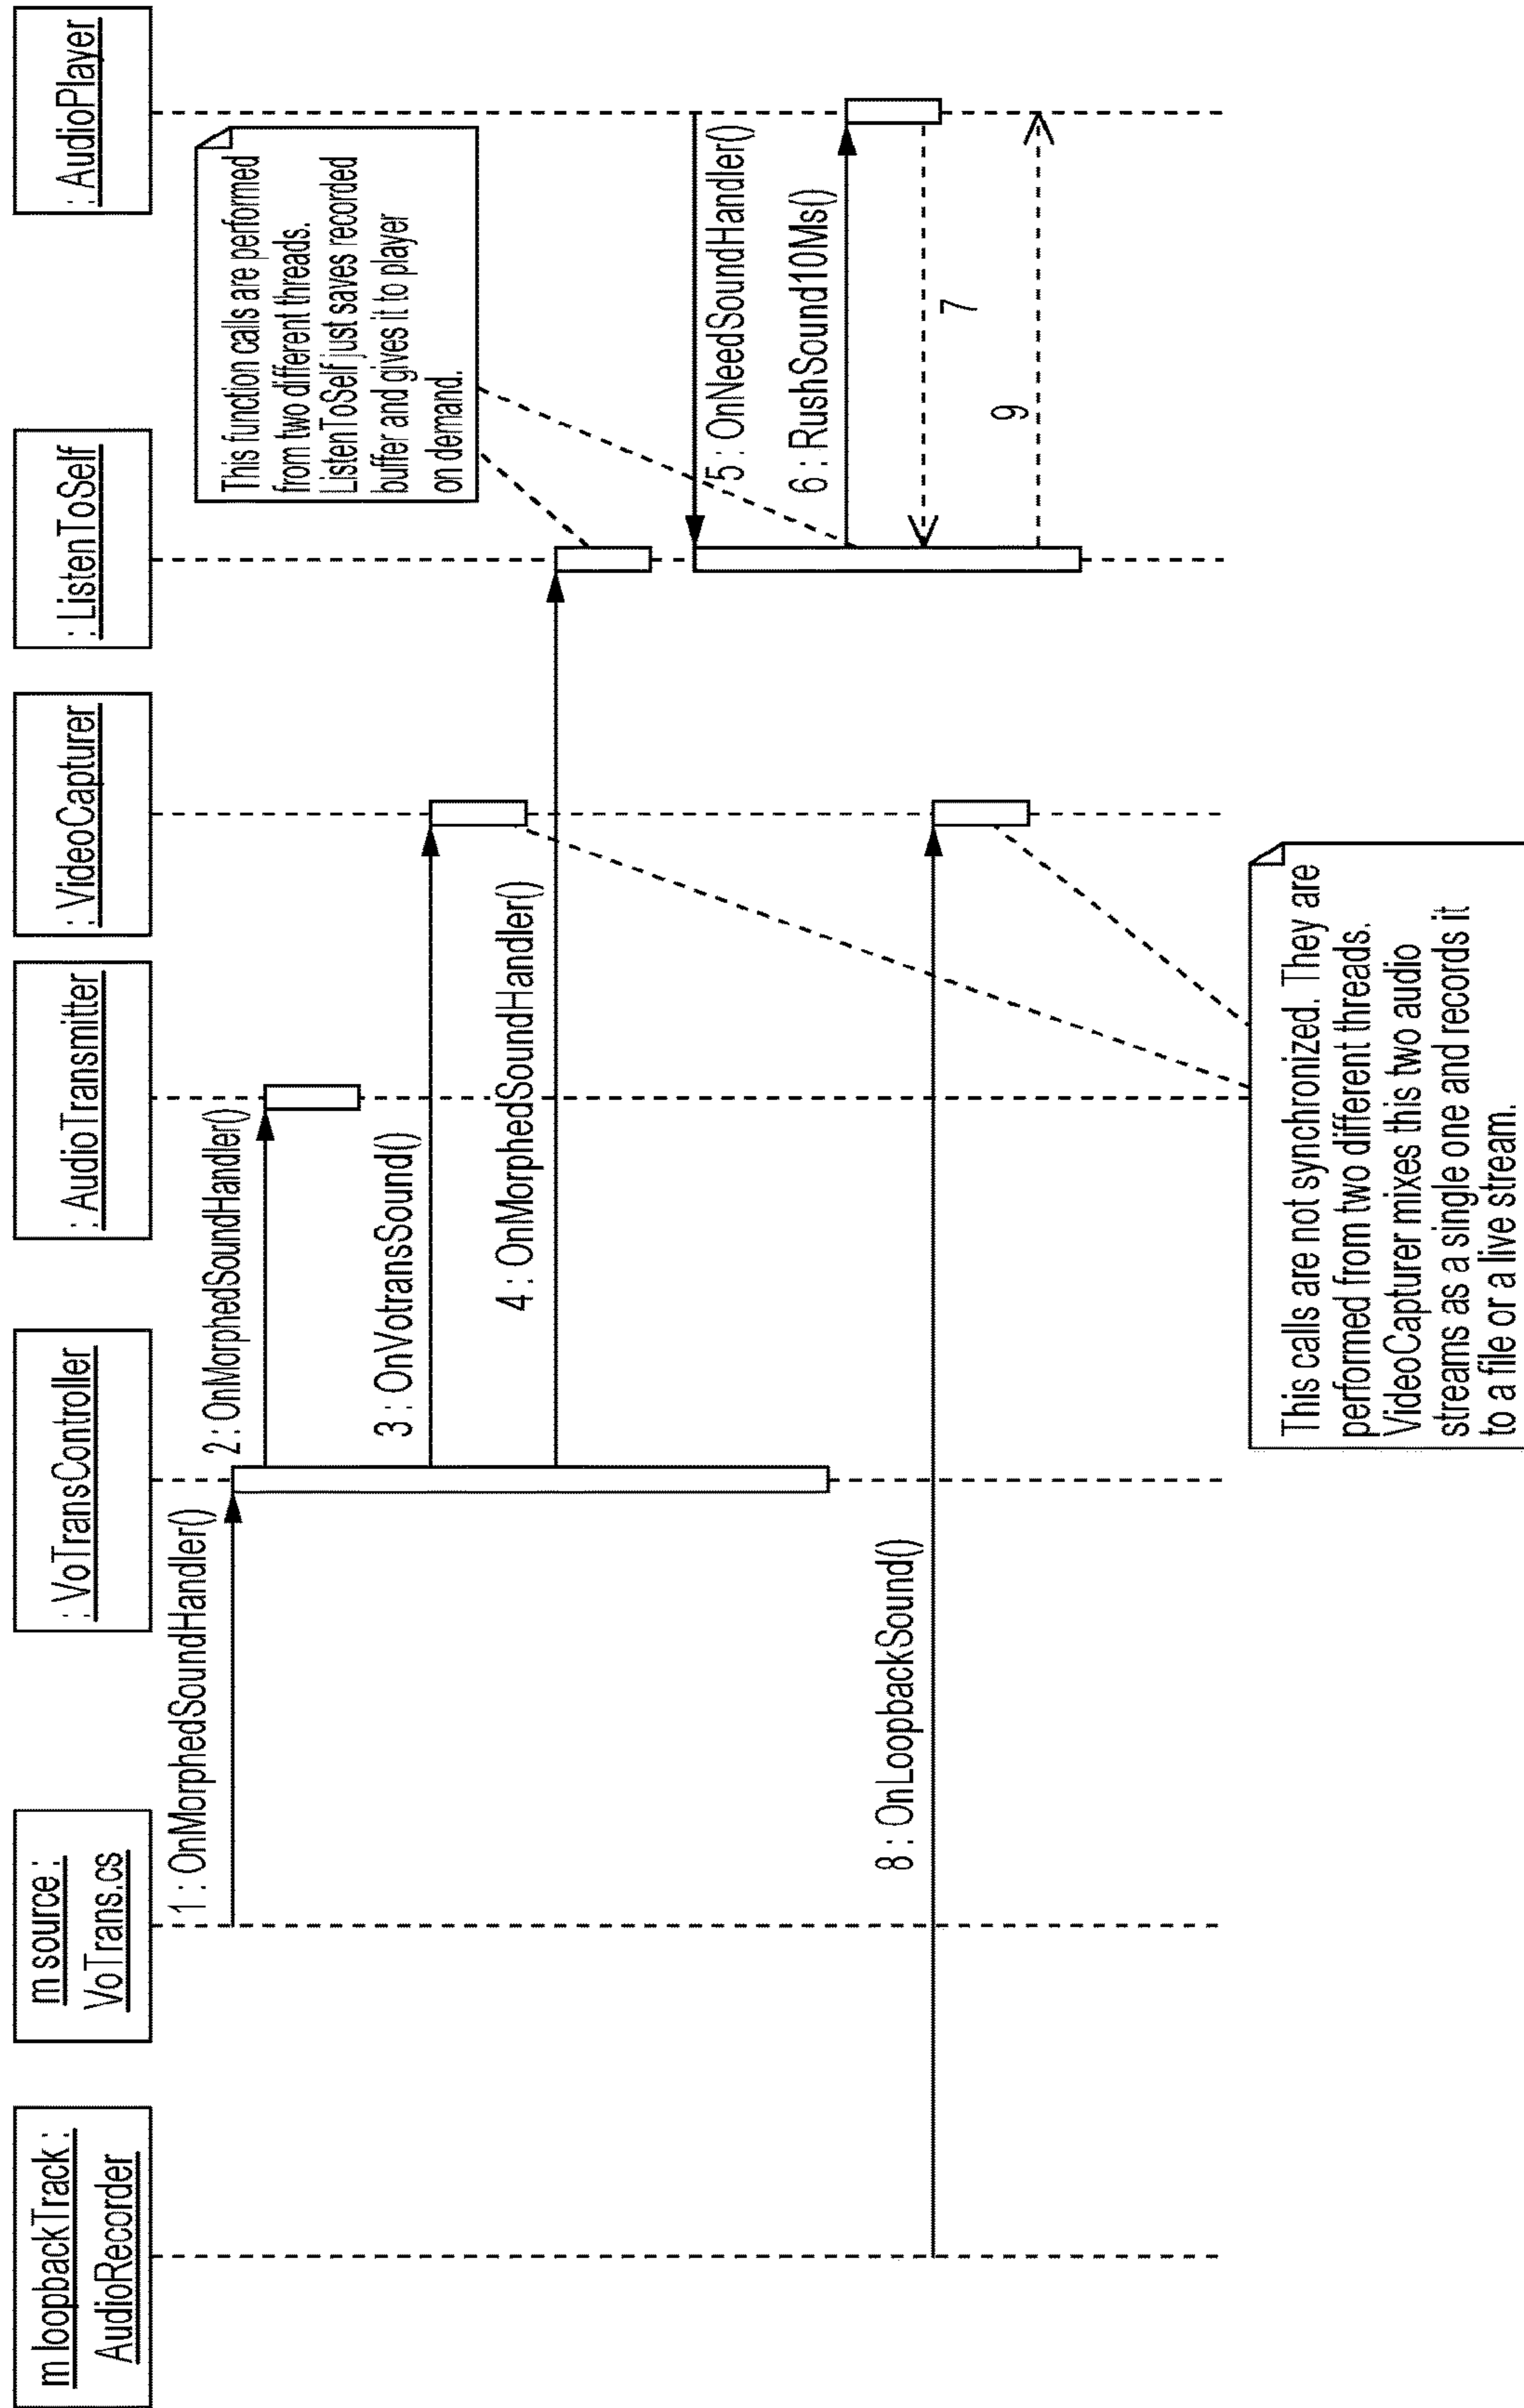 m loopbackTrack :
AudioRecorder
m source :
VoTrans.cs
: VoTransController
: AudioTransmitter
: VideoCapturer
: ListenToSelf
: AudioPlayer
1 : OnMorphedSoundHandler()
2 : OnMorphedSoundHandler()
3 : OnVotransSound()
4 : OnMorphedSoundHandler()
This function calls are performed
from two different threads.
ListenToSelf just saves recorded
buffer and gives it to player
on demand.
5 : OnNeedSoundHandler()
6 : RushSound10Ms()
7
8 : OnLoopbackSound()
9
This calls are not synchronized. They are
performed from two different threads.
VideoCapturer mixes this two audio
streams as a single one and records it
to a file or a live stream.